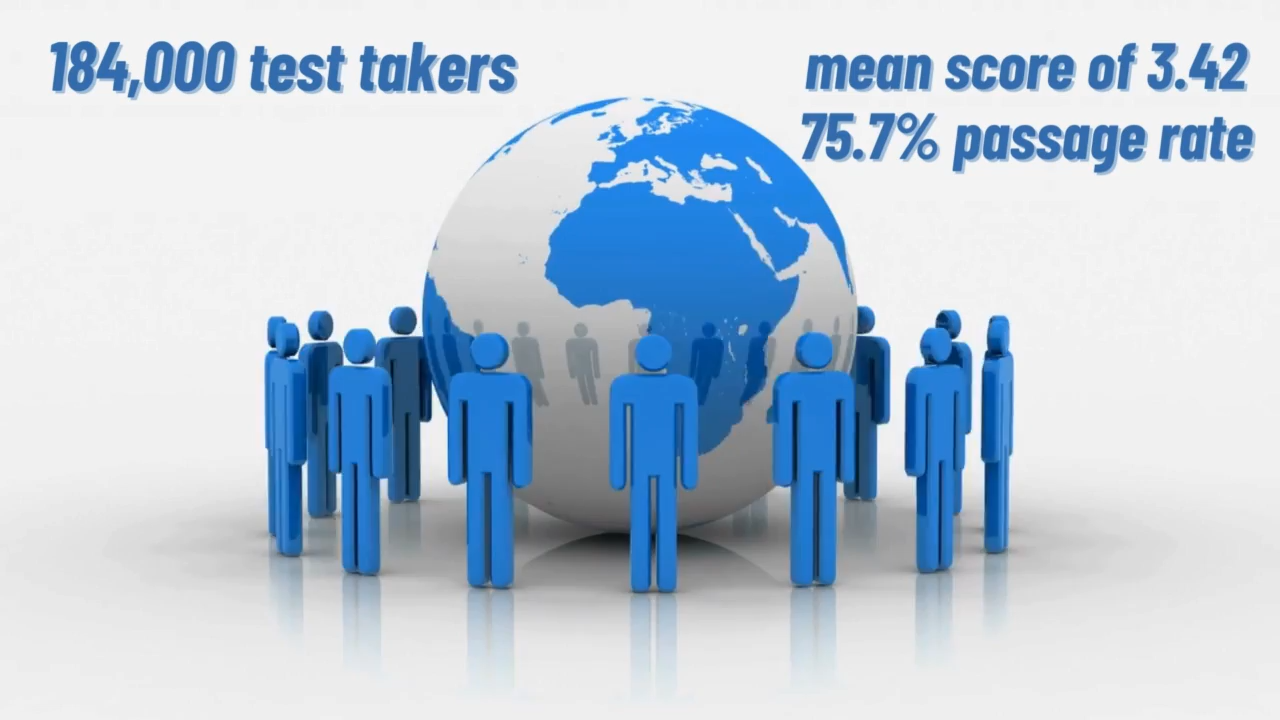 184,000 test takers
mean score of 3.42
75.7% passage rate